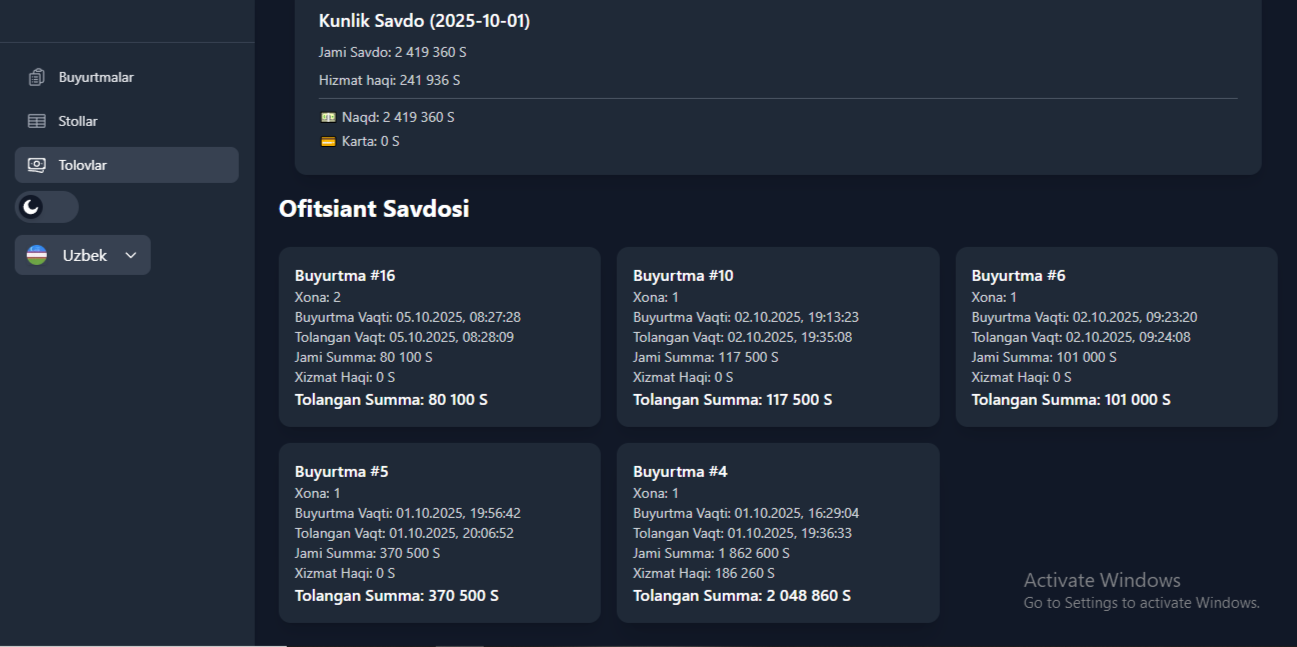 Kunlik Savdo (2025-10-01)
Jami Savdo: 2 419 360 S
Hizmat haqi: 241 936 S
Naqd: 2 419 360 S
Karta: 0 S
Buyurtmalar
Stollar
Tolovlar
Uzbek
Ofitsiant Savdosi
Buyurtma #16
Xona: 2
Buyurtma Vaqti: 05.10.2025, 08:27:28
Tolangan Vaqt: 05.10.2025, 08:28:09
Jami Summa: 80 100 S
Xizmat Haqi: 0 S
Tolangan Summa: 80 100 S
Buyurtma #10
Xona: 1
Buyurtma Vaqti: 02.10.2025, 19:13:23
Tolangan Vaqt: 02.10.2025, 19:35:08
Jami Summa: 117 500 S
Xizmat Haqi: 0 S
Tolangan Summa: 117 500 S
Buyurtma #6
Xona: 1
Buyurtma Vaqti: 02.10.2025, 09:23:20
Tolangan Vaqt: 02.10.2025, 09:24:08
Jami Summa: 101 000 S
Xizmat Haqi: 0 S
Tolangan Summa: 101 000 S
Buyurtma #5
Xona: 1
Buyurtma Vaqti: 01.10.2025, 19:56:42
Tolangan Vaqt: 01.10.2025, 20:06:52
Jami Summa: 370 500 S
Xizmat Haqi: 0 S
Tolangan Summa: 370 500 S
Buyurtma #4
Xona: 1
Buyurtma Vaqti: 01.10.2025, 16:29:04
Tolangan Vaqt: 01.10.2025, 19:36:33
Jami Summa: 1 862 600 S
Xizmat Haqi: 186 260 S
Tolangan Summa: 2 048 860 S
Activate Windows
Go to Settings to activate Windows.